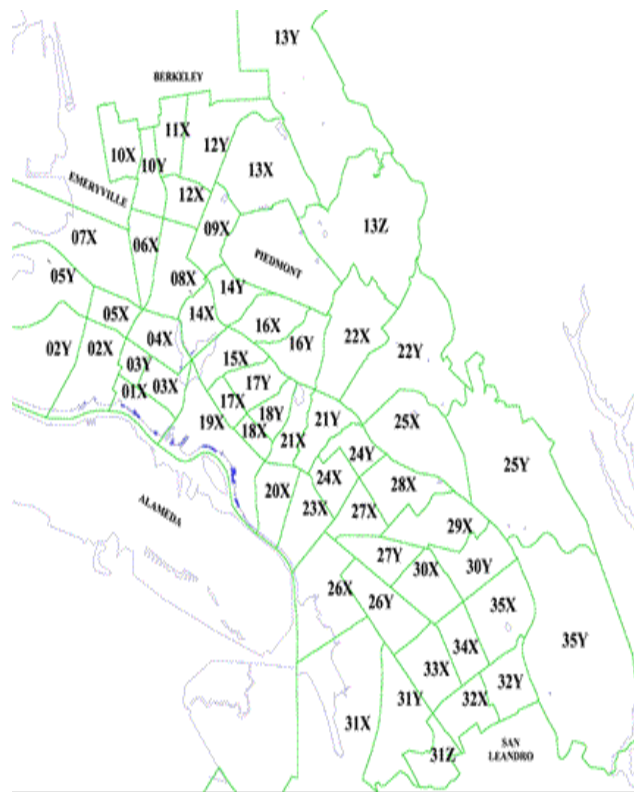 13Y
BERKELEY
11X
12Y
10X
10Y
13X
12X
EMERYVILLE
09X
13Z
07X
06X
PIEDMONT
05Y
08X
14Y
05X
14X
16X
04X
16Y
22X
02Y
02X
22Y
03Y
15X
01X
03X
17Y
17X
18Y
19X
18X
21X
21Y
25X
24Y
25Y
24X
20X
28X
23X
27X
ALAMEDA
29X
27Y
30X
30Y
26X
26Y
35X
34X
35Y
33X
32Y
31Y
32X
31X
31Z
SAN
LEANDRO